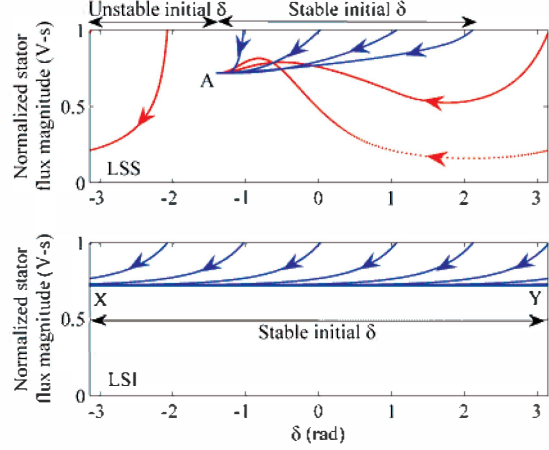 Unstable initial δ
Stable initial δ
Normalized stator
flux magnitude (V-s)
1
0.5
0
A
LSS
-3 -2 -1 0 1 2 3
Normalized stator
flux magnitude (V-s)
1
0.5
0
X
Y
Stable initial δ
LSI
-3 -2 -1 0 1 2 3
δ (rad)